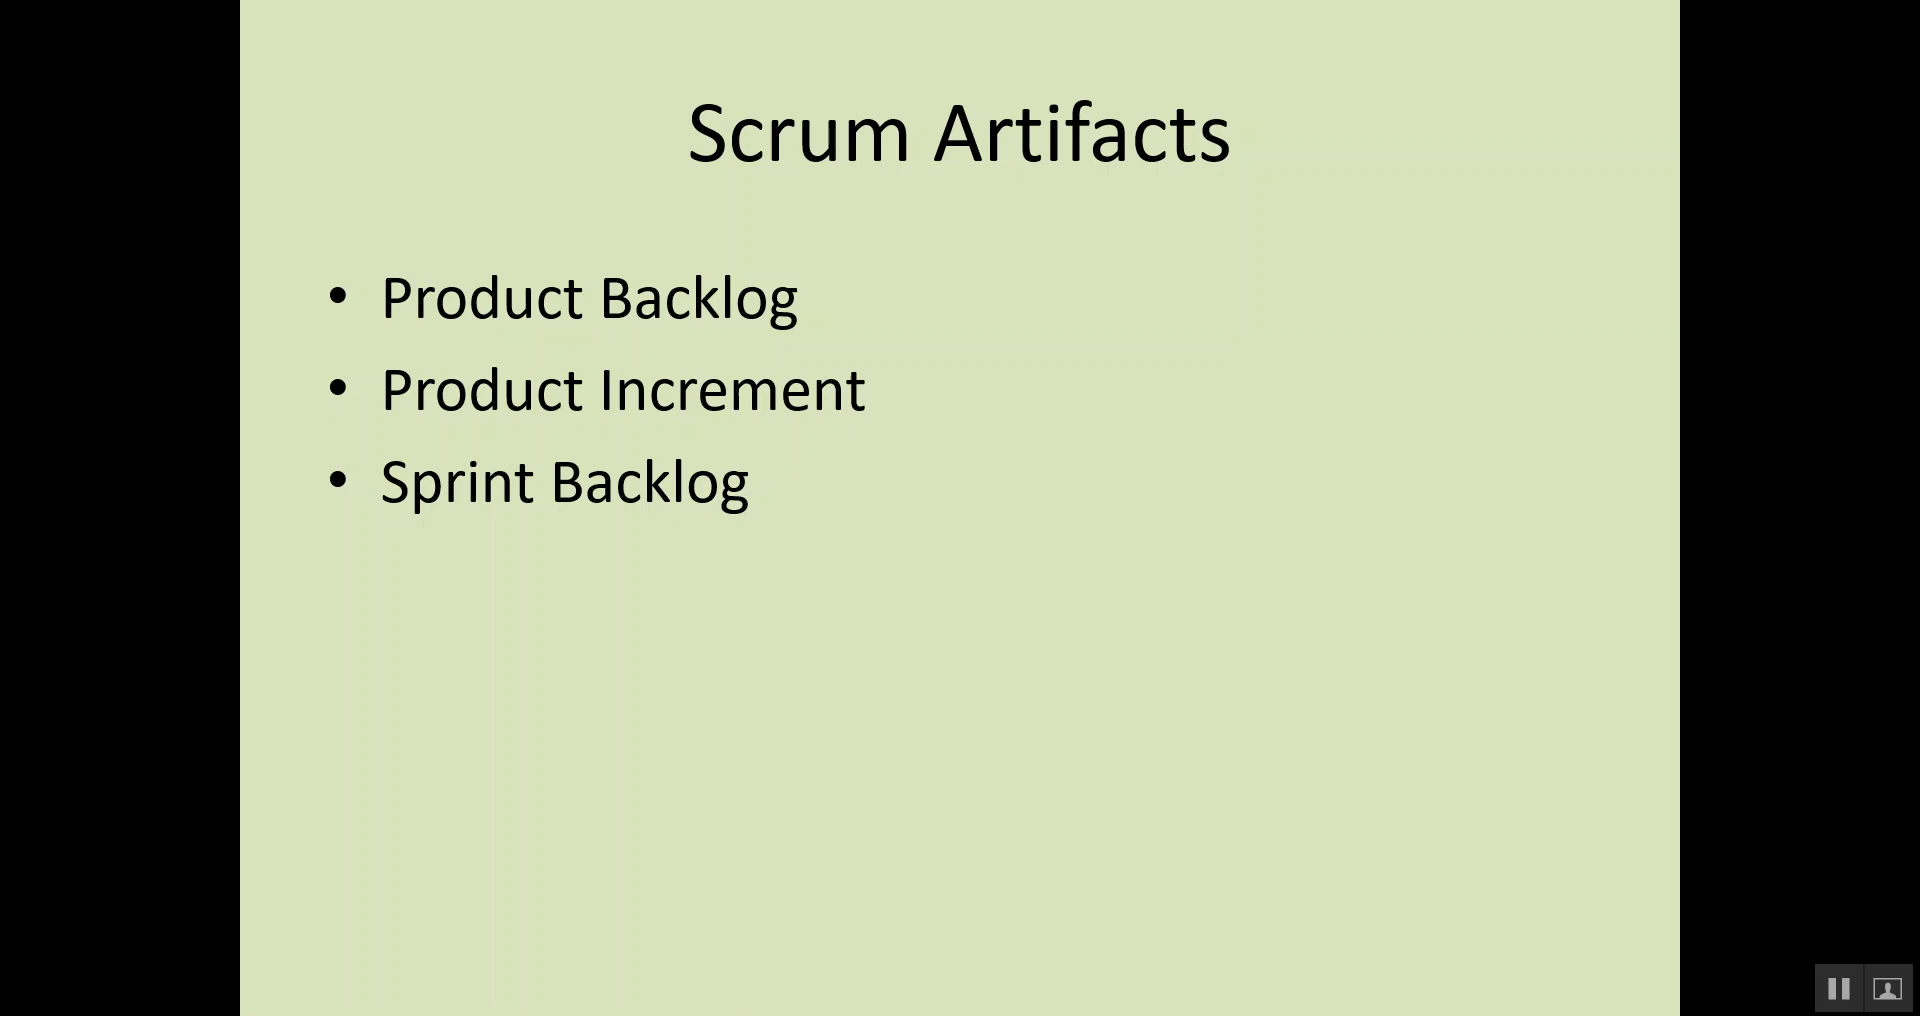 Scrum Artifacts
• Product Backlog
• Product Increment
• Sprint Backlog